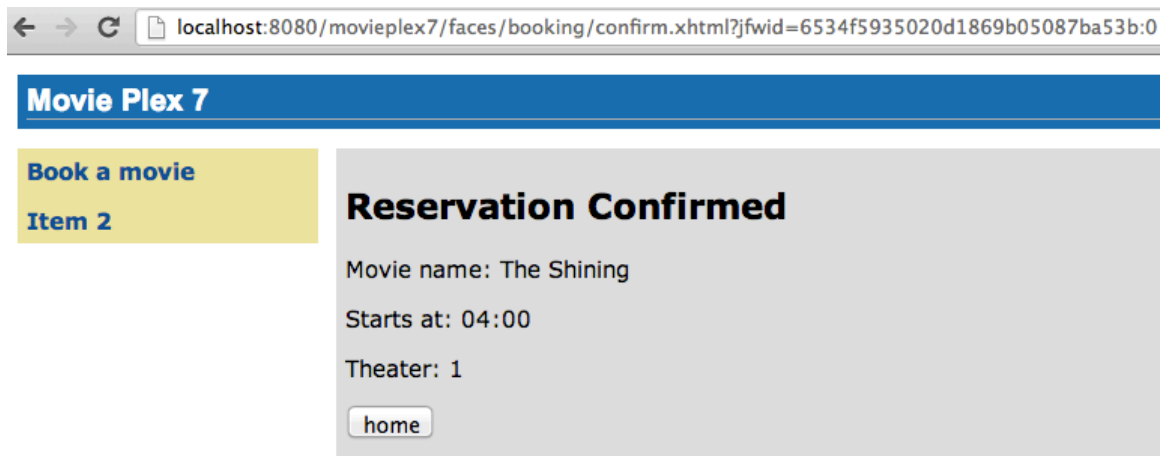 localhost:8080/movieplex7/faces/booking/confirm.xhtml?jfwid=6534f5935020d1869b05087ba53b:0
Movie Plex 7
Book a movie
Item 2
Reservation Confirmed
Movie name: The Shining
Starts at: 04:00
Theater: 1
home